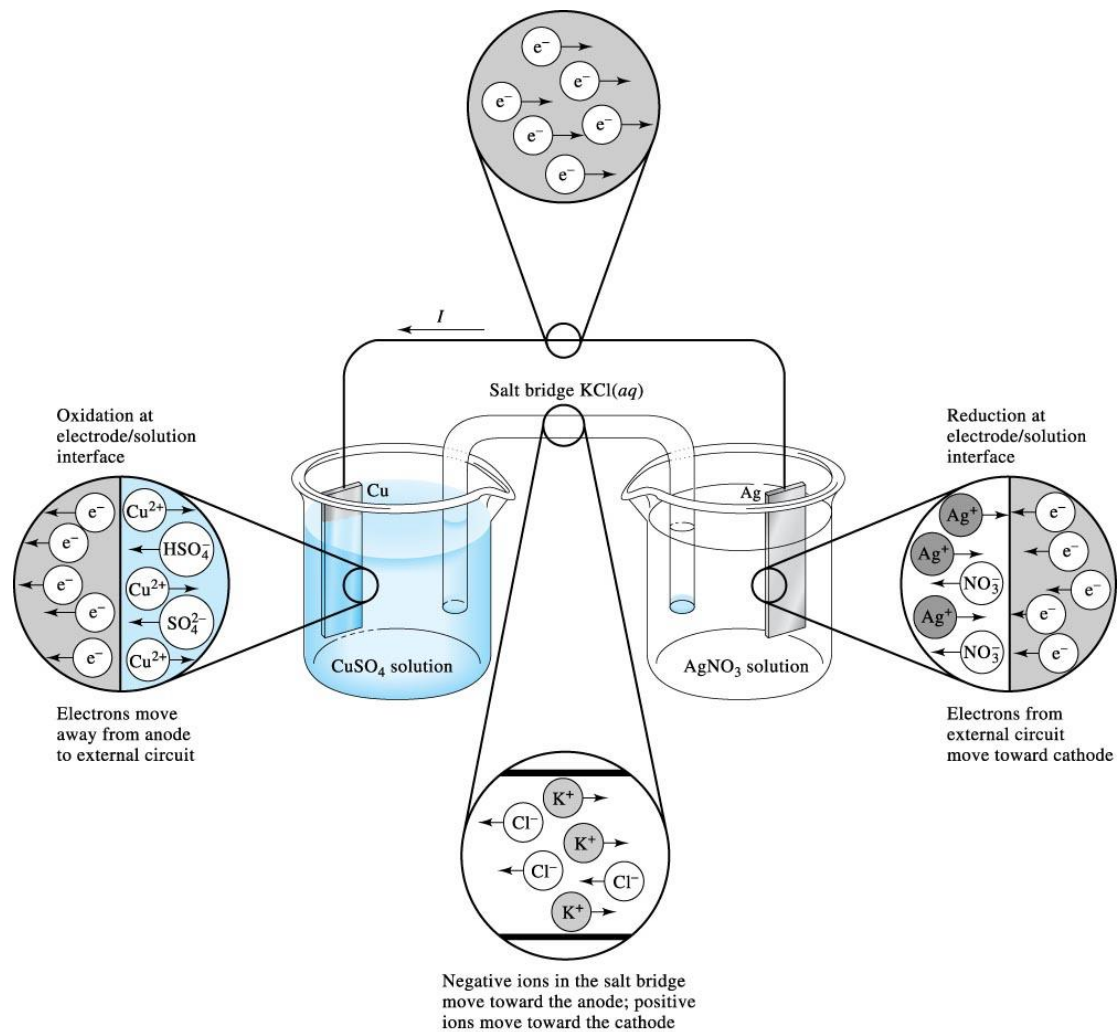 e⁻
e⁻
e⁻
e⁻
e⁻
e⁻
I
Salt bridge KCl(aq)
Oxidation at
electrode/solution
interface
e⁻
e⁻
e⁻
e⁻
e⁻
Cu²⁺
HSO₄⁻
Cu²⁺
SO₄²⁻
Cu²⁺
Electrons move
away from anode
to external circuit
Cu
CuSO₄ solution
Ag
AgNO₃ solution
Reduction at
electrode/solution
interface
Ag⁺
Ag⁺
NO₃⁻
Ag⁺
NO₃⁻
e⁻
e⁻
e⁻
e⁻
e⁻
Electrons from
external circuit
move toward cathode
K⁺
Cl⁻
K⁺
Cl⁻
Cl⁻
K⁺
Negative ions in the salt bridge
move toward the anode; positive
ions move toward the cathode